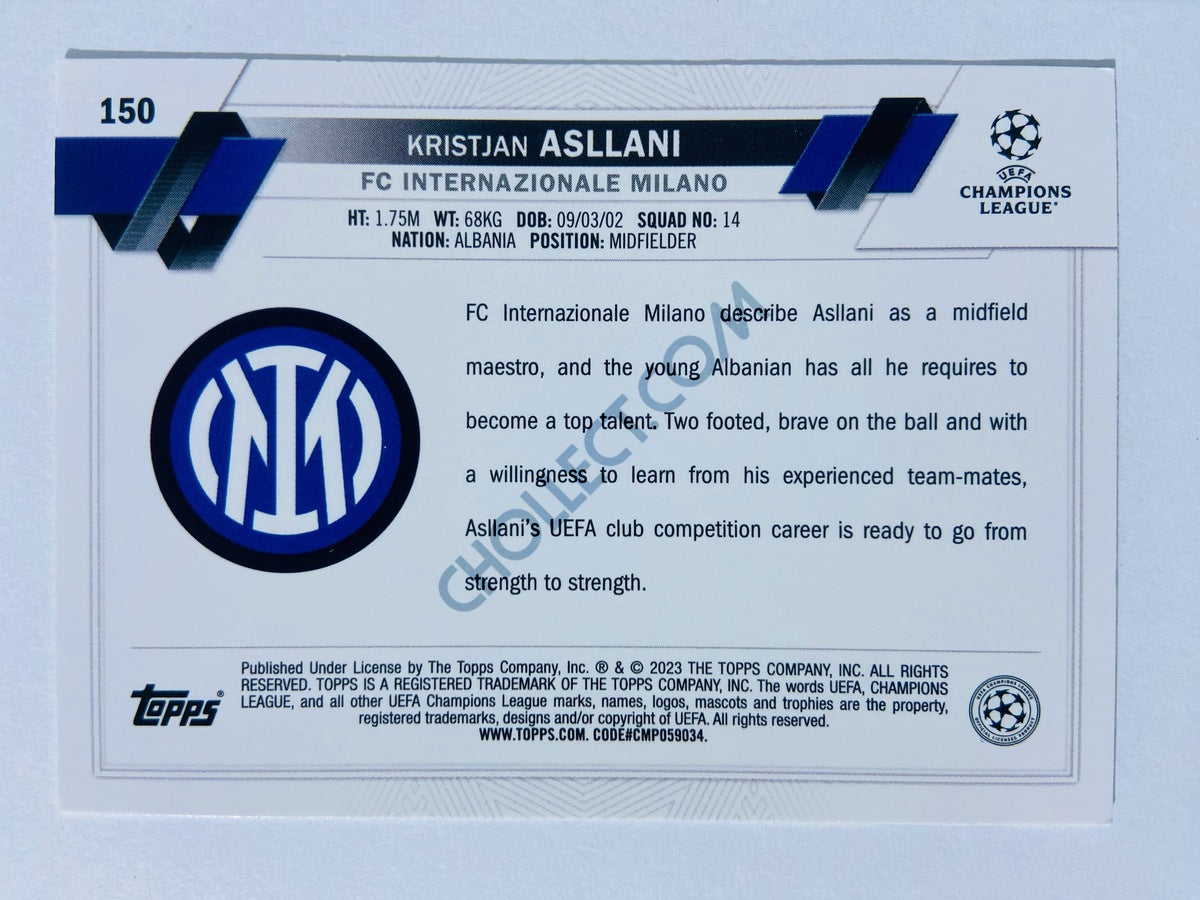 150
KRISTJAN ASLLANI
FC INTERNAZIONALE MILANO
HT: 1.75M WT: 68KG DOB: 09/03/02 SQUAD NO: 14
NATION: ALBANIA POSITION: MIDFIELDER
UEFA
CHAMPIONS
LEAGUE®
IM
FC Internazionale Milano describe Asllani as a midfield
maestro, and the young Albanian has all he requires to
become a top talent. Two footed, brave on the ball and with
a willingness to learn from his experienced team-mates,
Asllani's UEFA club competition career is ready to go from
strength to strength.
CHOLLECT.COM
Published Under License by The Topps Company, Inc. ® & © 2023 THE TOPPS COMPANY, INC. ALL RIGHTS
RESERVED. TOPPS IS A REGISTERED TRADEMARK OF THE TOPPS COMPANY, INC. The words UEFA, CHAMPIONS
LEAGUE, and all other UEFA Champions League marks, names, logos, mascots and trophies are the property,
registered trademarks, designs and/or copyright of UEFA. All rights reserved.
WWW.TOPPS.COM. CODE#CMP059034.
Topps®
UEFA CHAMPIONS LEAGUE
OFFICIAL LICENSED PRODUCT